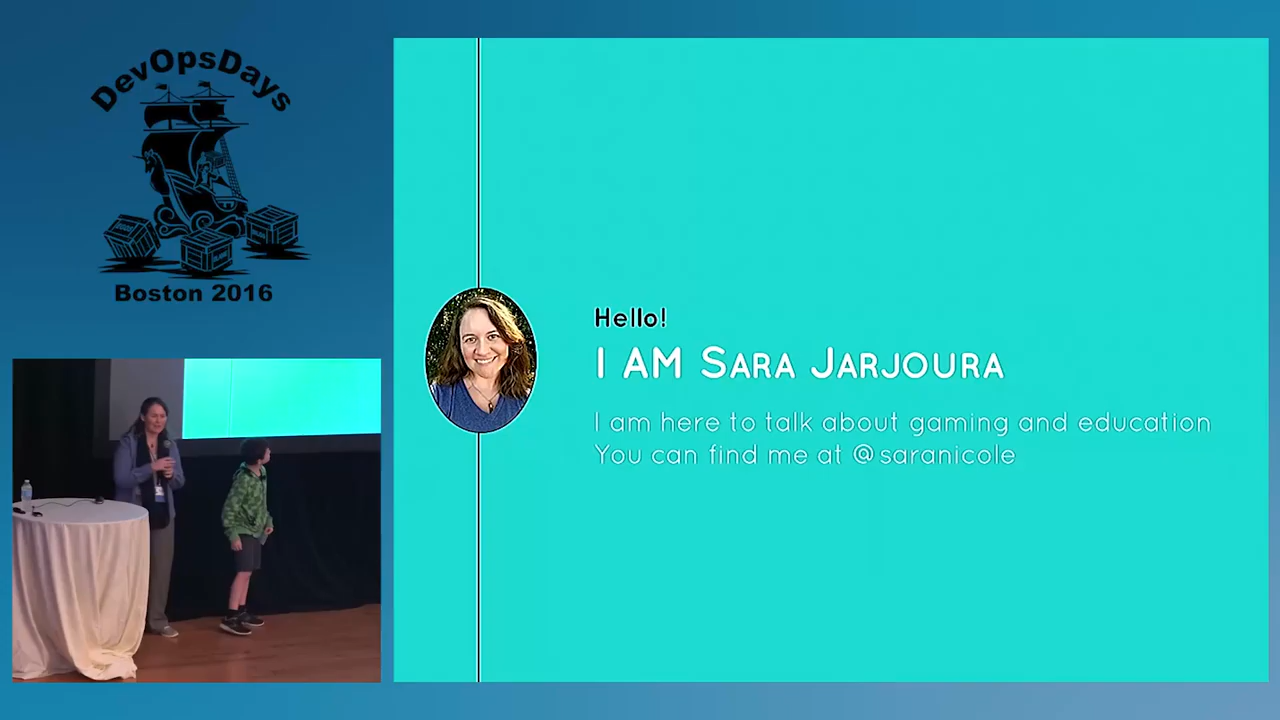 DevOpsDays
Boston 2016
Hello!
I AM SARA JARJOURA
I am here to talk about gaming and education
You can find me at @saranicole